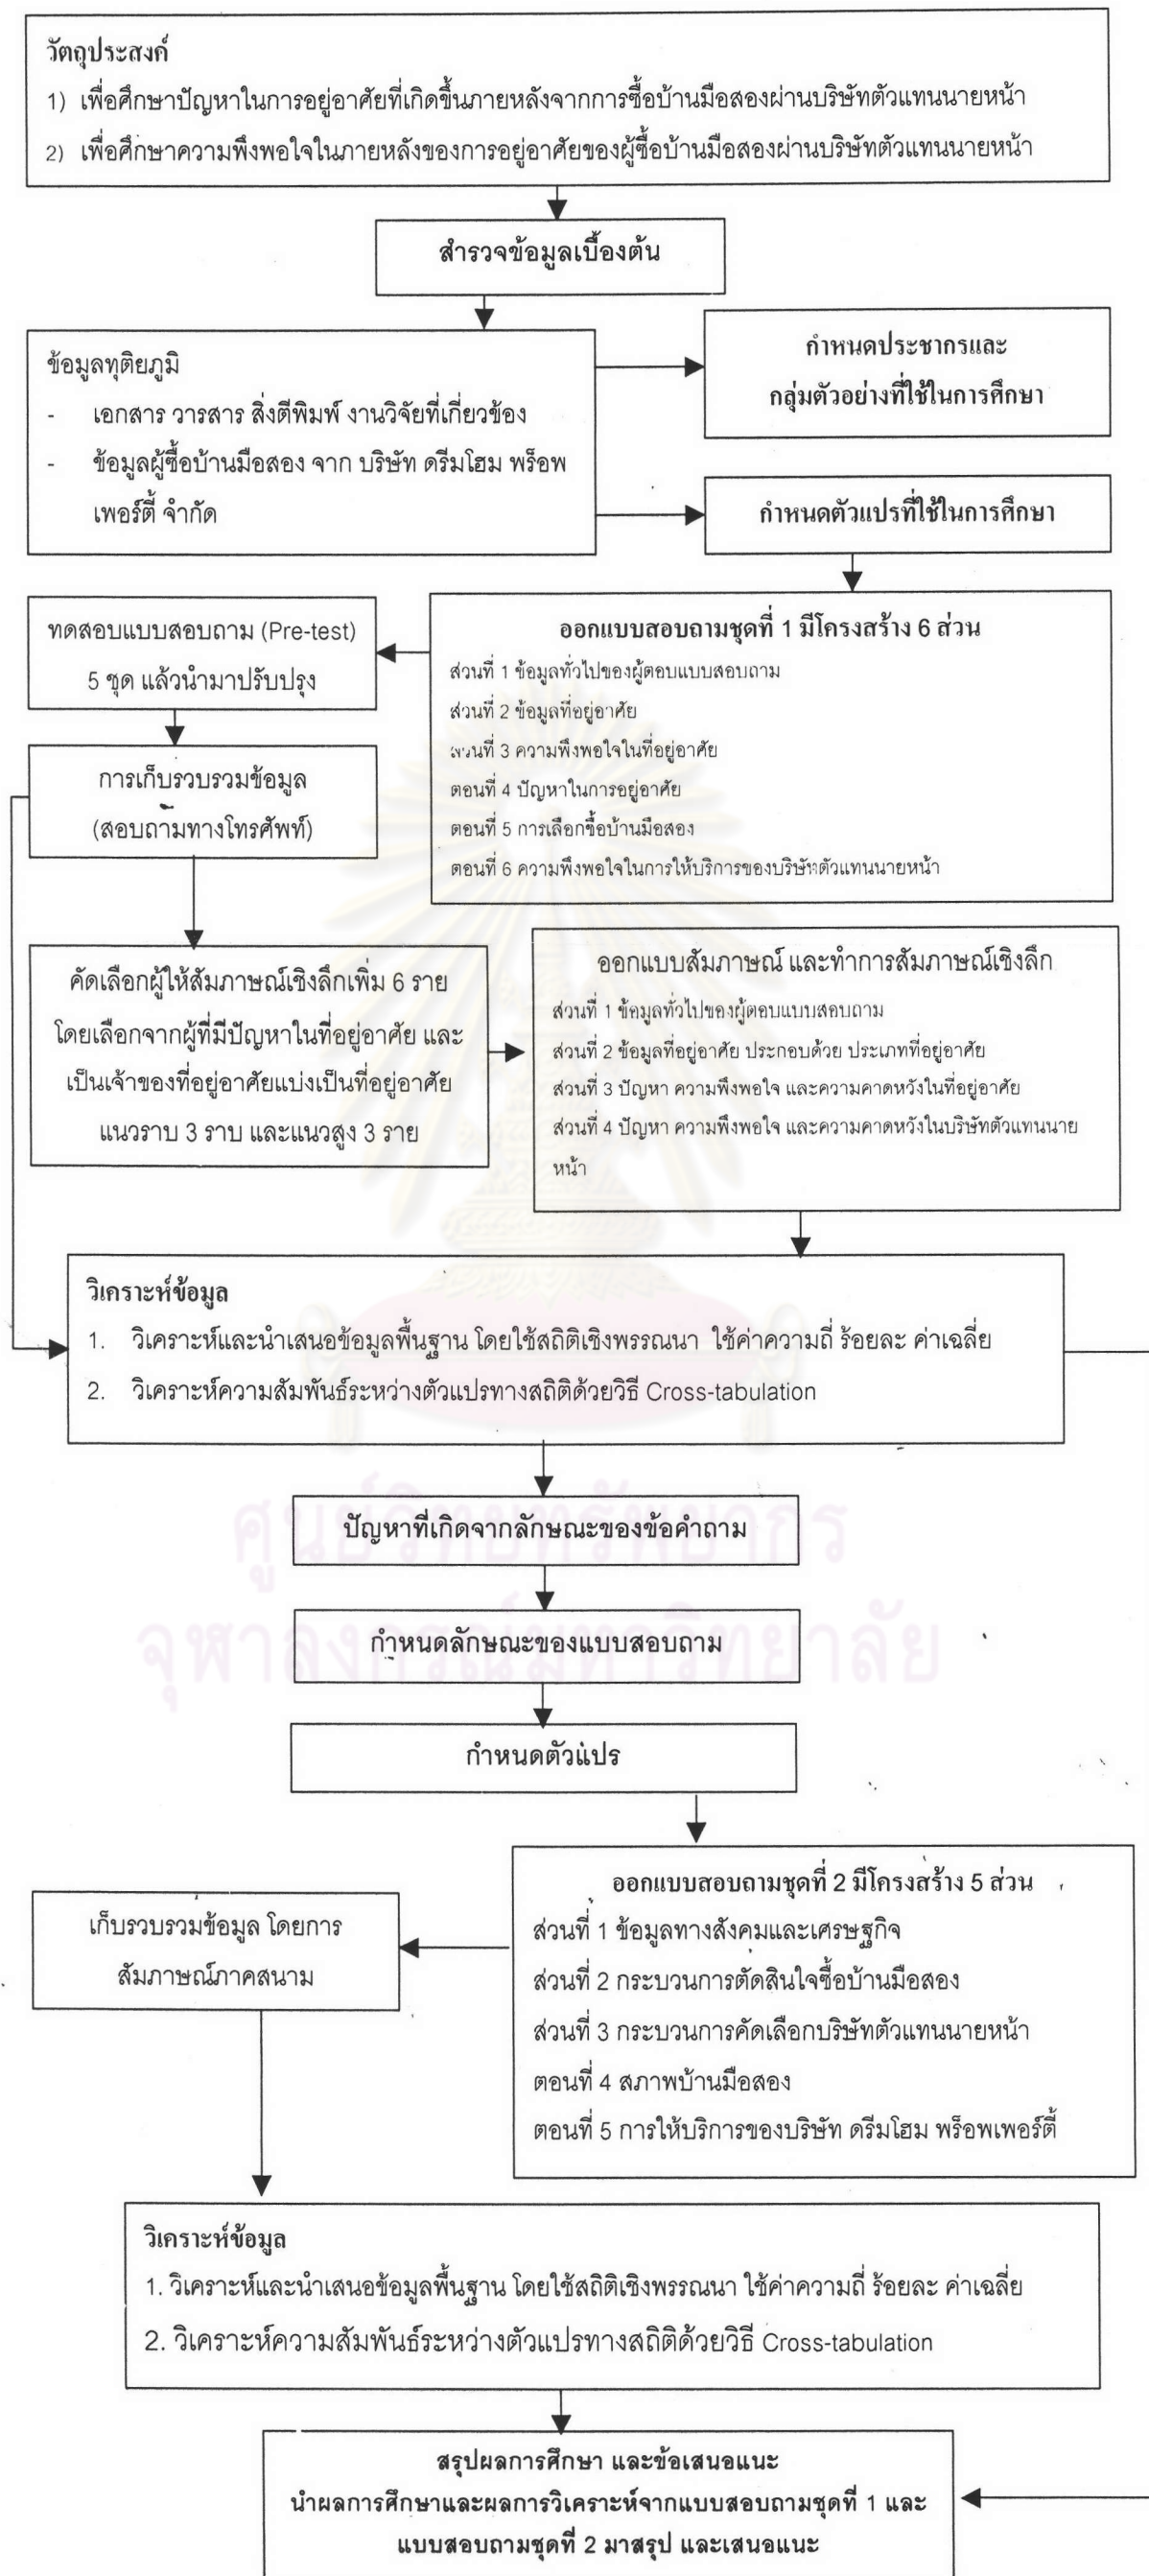 วัตถุประสงค์
1) เพื่อศึกษาปัญหาในการอยู่อาศัยที่เกิดขึ้นภายหลังจากการซื้อบ้านมือสองผ่านบริษัทตัวแทนนายหน้า
2) เพื่อศึกษาความพึงพอใจในภายหลังของการอยู่อาศัยของผู้ซื้อบ้านมือสองผ่านบริษัทตัวแทนนายหน้า
สำรวจข้อมูลเบื้องต้น
ข้อมูลทุติยภูมิ
- เอกสาร วารสาร สิ่งตีพิมพ์ งานวิจัยที่เกี่ยวข้อง
- ข้อมูลผู้ซื้อบ้านมือสอง จาก บริษัท ดรีมโฮม พร็อพ
เพอร์ตี้ จำกัด
กำหนดประชากรและ
กลุ่มตัวอย่างที่ใช้ในการศึกษา
กำหนดตัวแปรที่ใช้ในการศึกษา
ออกแบบสอบถามชุดที่ 1 มีโครงสร้าง 6 ส่วน
ส่วนที่ 1 ข้อมูลทั่วไปของผู้ตอบแบบสอบถาม
ส่วนที่ 2 ข้อมูลที่อยู่อาศัย
ส่วนที่ 3 ความพึงพอใจในที่อยู่อาศัย
ตอนที่ 4 ปัญหาในการอยู่อาศัย
ตอนที่ 5 การเลือกซื้อบ้านมือสอง
ตอนที่ 6 ความพึงพอใจในการให้บริการของบริษัทตัวแทนนายหน้า
ทดสอบแบบสอบถาม (Pre-test)
5 ชุด แล้วนำมาปรับปรุง
การเก็บรวบรวมข้อมูล
(สอบถามทางโทรศัพท์)
คัดเลือกผู้ให้สัมภาษณ์เชิงลึกเพิ่ม 6 ราย
โดยเลือกจากผู้ที่มีปัญหาในที่อยู่อาศัย และ
เป็นเจ้าของที่อยู่อาศัยแบ่งเป็นที่อยู่อาศัย
แนวราบ 3 ราบ และแนวสูง 3 ราย
ออกแบบสัมภาษณ์ และทำการสัมภาษณ์เชิงลึก
ส่วนที่ 1 ข้อมูลทั่วไปของผู้ตอบแบบสอบถาม
ส่วนที่ 2 ข้อมูลที่อยู่อาศัย ประกอบด้วย ประเภทที่อยู่อาศัย
ส่วนที่ 3 ปัญหา ความพึงพอใจ และความคาดหวังในที่อยู่อาศัย
ส่วนที่ 4 ปัญหา ความพึงพอใจ และความคาดหวังในบริษัทตัวแทนนาย
หน้า
วิเคราะห์ข้อมูล
1. วิเคราะห์และนำเสนอข้อมูลพื้นฐาน โดยใช้สถิติเชิงพรรณนา ใช้ค่าความถี่ ร้อยละ ค่าเฉลี่ย
2. วิเคราะห์ความสัมพันธ์ระหว่างตัวแปรทางสถิติด้วยวิธี Cross-tabulation
ศูนย์วิทยทรัพยากร
ปัญหาที่เกิดจากลักษณะของข้อคำถาม
จุฬาลงกรณ์มหาวิทยาลัย
กำหนดลักษณะของแบบสอบถาม
กำหนดตัวแปร
ออกแบบสอบถามชุดที่ 2 มีโครงสร้าง 5 ส่วน
ส่วนที่ 1 ข้อมูลทางสังคมและเศรษฐกิจ
ส่วนที่ 2 กระบวนการตัดสินใจซื้อบ้านมือสอง
ส่วนที่ 3 กระบวนการคัดเลือกบริษัทตัวแทนนายหน้า
ตอนที่ 4 สภาพบ้านมือสอง
ตอนที่ 5 การให้บริการของบริษัท ดรีมโฮม พร็อพเพอร์ตี้
เก็บรวบรวมข้อมูล โดยการ
สัมภาษณ์ภาคสนาม
วิเคราะห์ข้อมูล
1. วิเคราะห์และนำเสนอข้อมูลพื้นฐาน โดยใช้สถิติเชิงพรรณนา ใช้ค่าความถี่ ร้อยละ ค่าเฉลี่ย
2. วิเคราะห์ความสัมพันธ์ระหว่างตัวแปรทางสถิติด้วยวิธี Cross-tabulation
สรุปผลการศึกษา และข้อเสนอแนะ
นำผลการศึกษาและผลการวิเคราะห์จากแบบสอบถามชุดที่ 1 และ
แบบสอบถามชุดที่ 2 มาสรุป และเสนอแนะ